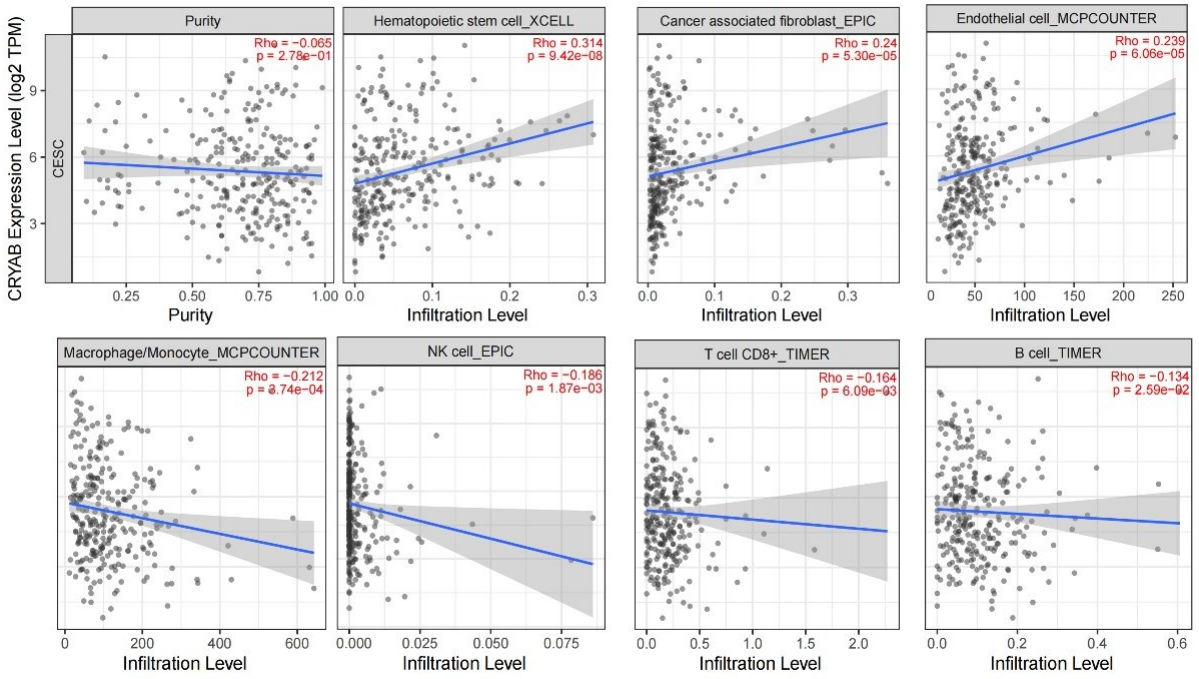 Purity
Hematopoietic stem cell_XCELL
Cancer associated fibroblast_EPIC
Endothelial cell_MCPCOUNTER
Rho = −0.065
p = 2.78e−01
Rho = 0.314
p = 9.42e−08
Rho = 0.24
p = 5.30e−05
Rho = 0.239
p = 6.06e−05
CRYAB Expression Level (log2 TPM)
CESC
9
6
3
0.25 0.50 0.75 1.00
0.0 0.1 0.2 0.3
0.0 0.1 0.2 0.3
0 50 100 150 200 250
Purity
Infiltration Level
Infiltration Level
Infiltration Level
Macrophage/Monocyte_MCPCOUNTER
NK cell_EPIC
T cell CD8+_TIMER
B cell_TIMER
Rho = −0.212
p = 3.74e−04
Rho = −0.186
p = 1.87e−03
Rho = −0.164
p = 6.09e−03
Rho = −0.134
p = 2.59e−02
0 200 400 600
0.000 0.025 0.050 0.075
0.0 0.5 1.0 1.5 2.0
0.0 0.2 0.4 0.6
Infiltration Level
Infiltration Level
Infiltration Level
Infiltration Level